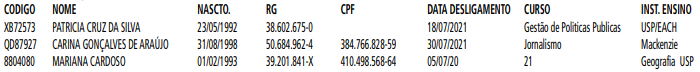 CODIGO NOME NASCTO. RG CPF DATA DESLIGAMENTO CURSO INST. ENSINO
XB72573 PATRICIA CRUZ DA SILVA 23/05/1992 38.602.675-0 18/07/2021 Gestão de Politicas Publicas USP/EACH
QD87927 CARINA GONÇALVES DE ARAÚJO 31/08/1998 50.684.962-4 384.766.828-59 30/07/2021 Jornalismo Mackenzie
8804080 MARIANA CARDOSO 01/02/1993 39.201.841-X 410.498.568-64 05/07/20 21 Geografia USP